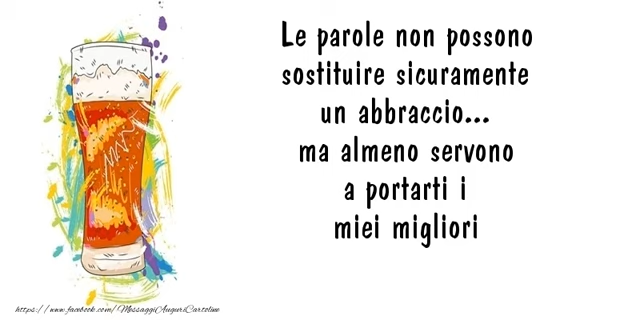 Le parole non possono
sostituire sicuramente
un abbraccio...
ma almeno servono
a portarti i
miei migliori
https://www.facebook.com/MessaggiAuguriCartoline